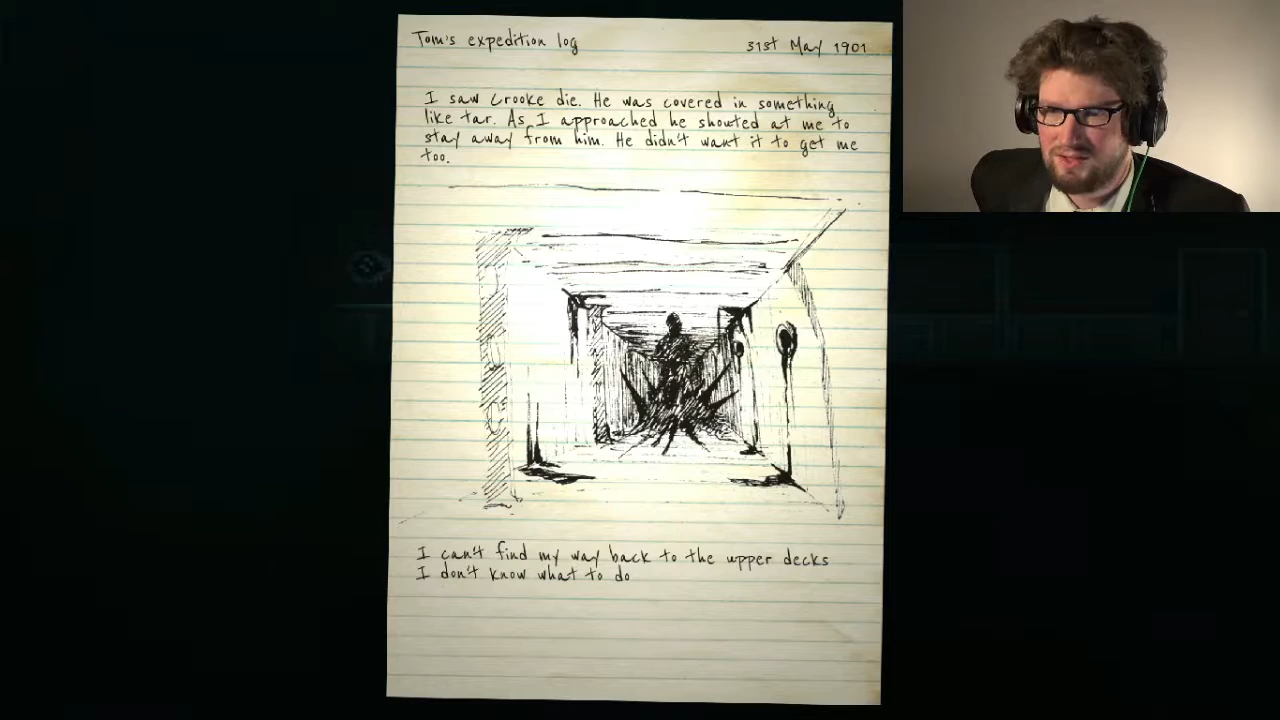 Tom's expedition log
31st May 1901
I saw Crooke die. He was covered in something
like tar. As I approached he shouted at me to
stay away from him. He didn't want it to get me
too.
I can't find my way back to the upper decks
I don't know what to do